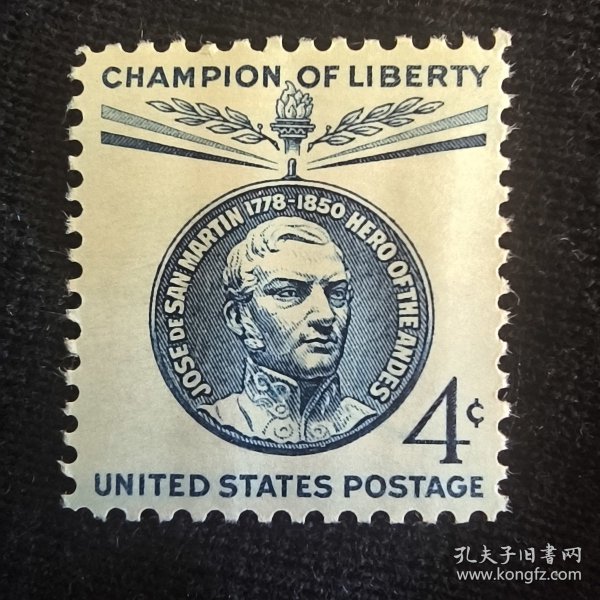 CHAMPION OF LIBERTY
JOSE DE SAN MARTIN 1778-1850 HERO OF THE ANDES
4¢
UNITED STATES POSTAGE
孔夫子旧书网
www.kongfz.com